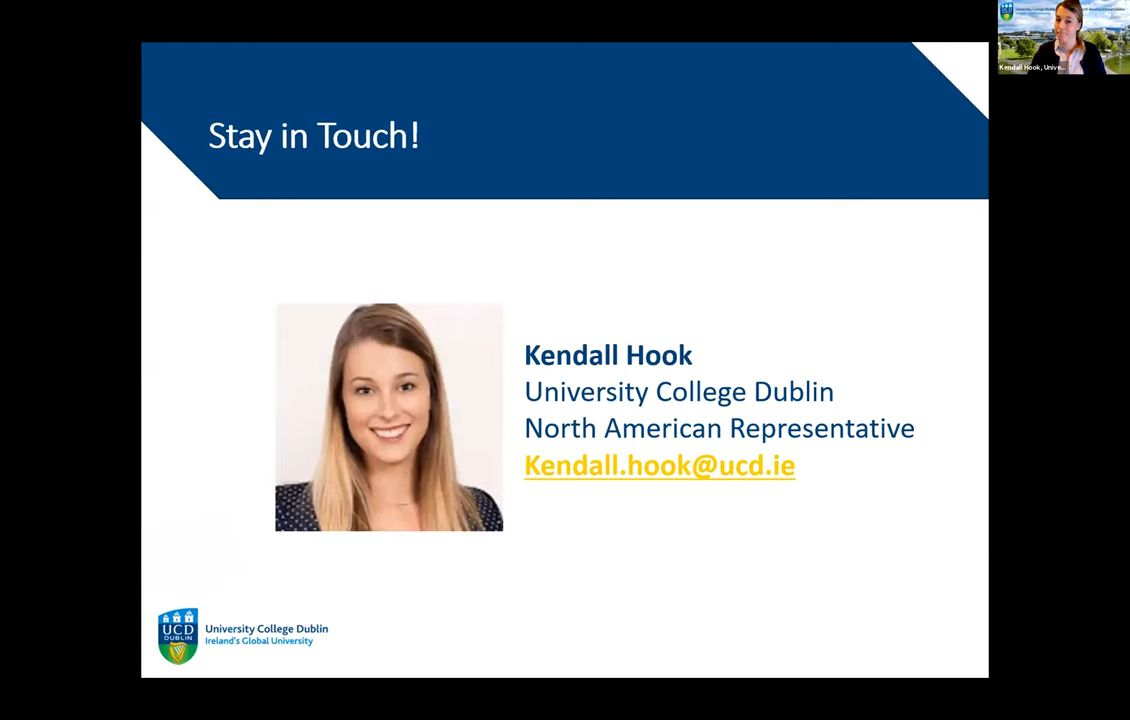 Stay in Touch!
Kendall Hook
University College Dublin
North American Representative
Kendall.hook@ucd.ie
UCD
DUBLIN
University College Dublin
Ireland's Global University
Kendall Hook, Unive...